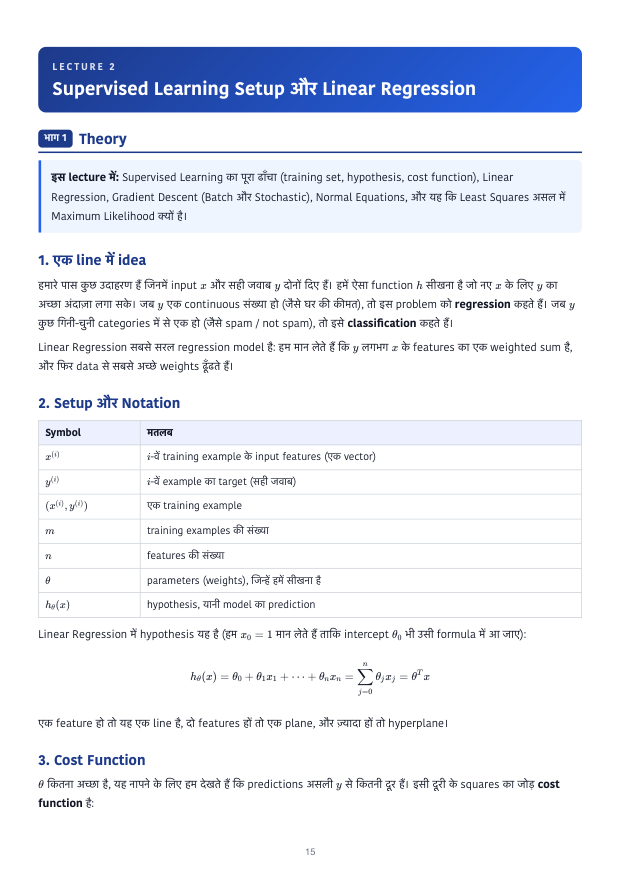 LECTURE 2
Supervised Learning Setup और Linear Regression
भाग 1 Theory
इस lecture में: Supervised Learning का पूरा ढाँचा (training set, hypothesis, cost function), Linear
Regression, Gradient Descent (Batch और Stochastic), Normal Equations, और यह कि Least Squares असल में
Maximum Likelihood क्यों है।
1. एक line में idea
हमारे पास कुछ उदाहरण हैं जिनमें input x और सही जवाब y दोनों दिए हैं। हमें ऐसा function h सीखना है जो नए x के लिए y का
अच्छा अंदाज़ा लगा सके। जब y एक continuous संख्या हो (जैसे घर की कीमत), तो इस problem को regression कहते हैं। जब y
कुछ गिनी-चुनी categories में से एक हो (जैसे spam / not spam), तो इसे classification कहते हैं।
Linear Regression सबसे सरल regression model है: हम मान लेते हैं कि y लगभग x के features का एक weighted sum है,
और फिर data से सबसे अच्छे weights ढूँढते हैं।
2. Setup और Notation
Symbol मतलब
x^{(i)} i-वें training example के input features (एक vector)
y^{(i)} i-वें example का target (सही जवाब)
(x^{(i)}, y^{(i)}) एक training example
m training examples की संख्या
n features की संख्या
θ parameters (weights), जिन्हें हमें सीखना है
h_θ(x) hypothesis, यानी model का prediction
Linear Regression में hypothesis यह है (हम x_0 = 1 मान लेते हैं ताकि intercept θ_0 भी उसी formula में आ जाए):
h_θ(x) = θ_0 + θ_1x_1 + ⋯ + θ_nx_n = ∑_{j=0}^{n} θ_jx_j = θ^T x
एक feature हो तो यह एक line है, दो features हों तो एक plane, और ज़्यादा हों तो hyperplane।
3. Cost Function
θ कितना अच्छा है, यह नापने के लिए हम देखते हैं कि predictions असली y से कितनी दूर हैं। इसी दूरी के squares का जोड़ cost
function है:
15